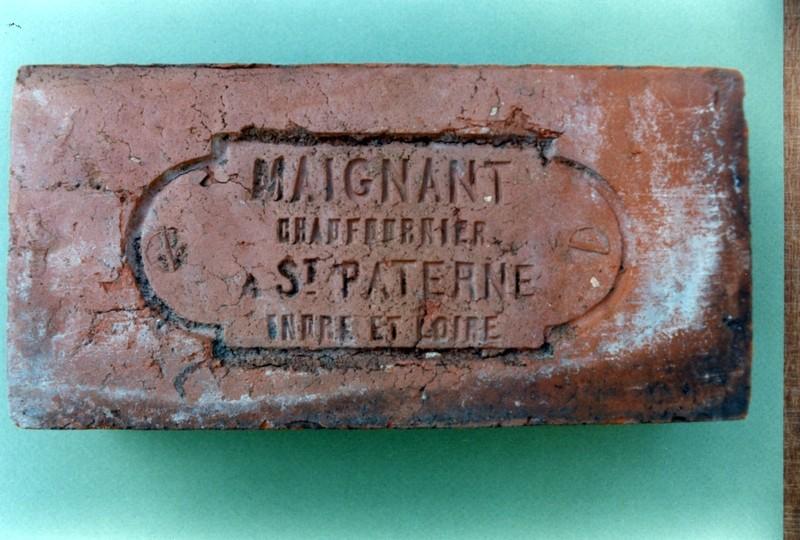 MAIGNANT
CHAUFOURNIER
A ST PATERNE
INDRE ET LOIRE
D